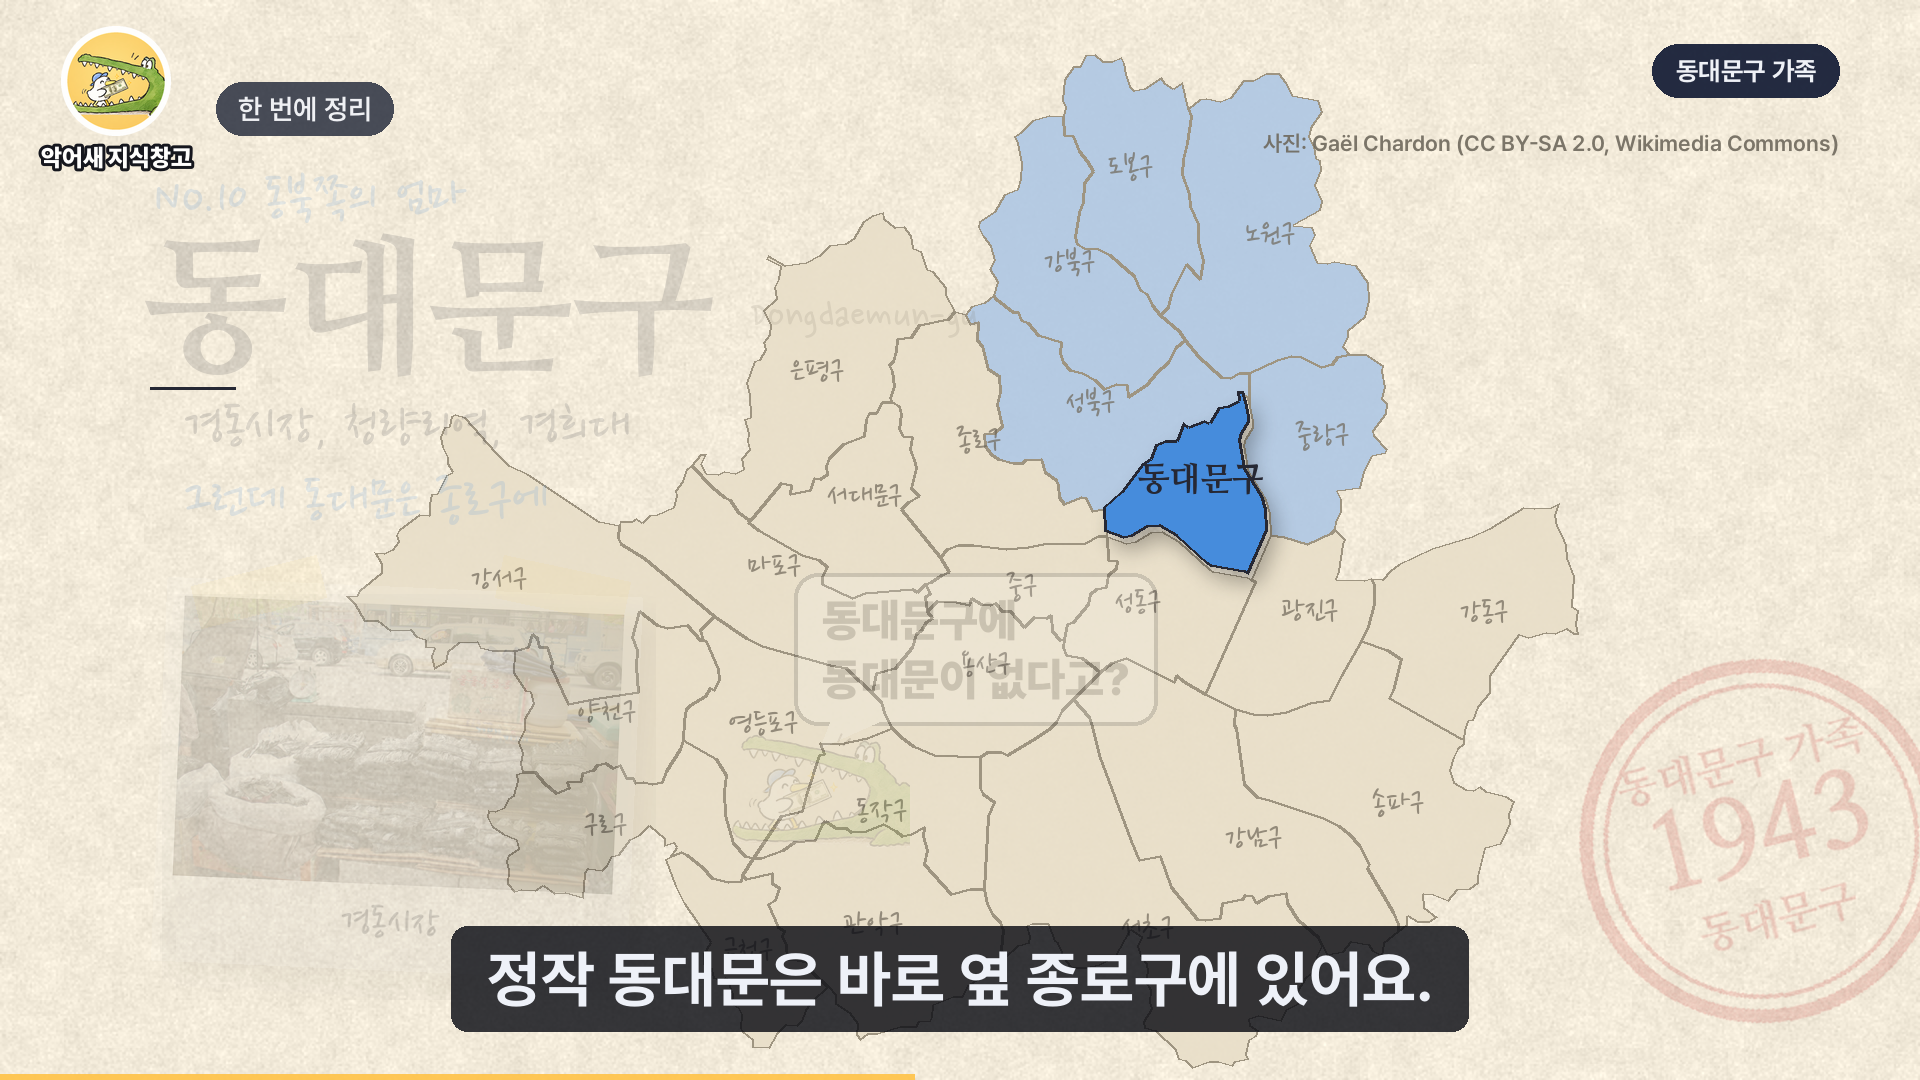 악어새 지식창고
한 번에 정리
동대문구 가족
사진: Gaël Chardon (CC BY-SA 2.0, Wikimedia Commons)
NO.10 동북쪽의 엄마
동대문구
Dongdaemun-gu
경동시장, 청량리역, 경희대
그런데 동대문은 종로구에
도봉구
노원구
강북구
은평구
성북구
중랑구
종로구
동대문구
서대문구
마포구
강서구
중구
성동구
광진구
강동구
동대문구에
동대문이 없다고?
용산구
양천구
영등포구
동작구
구로구
강남구
송파구
관악구
서초구
금천구
경동시장
동대문구 가족
1943
동대문구
정작 동대문은 바로 옆 종로구에 있어요.